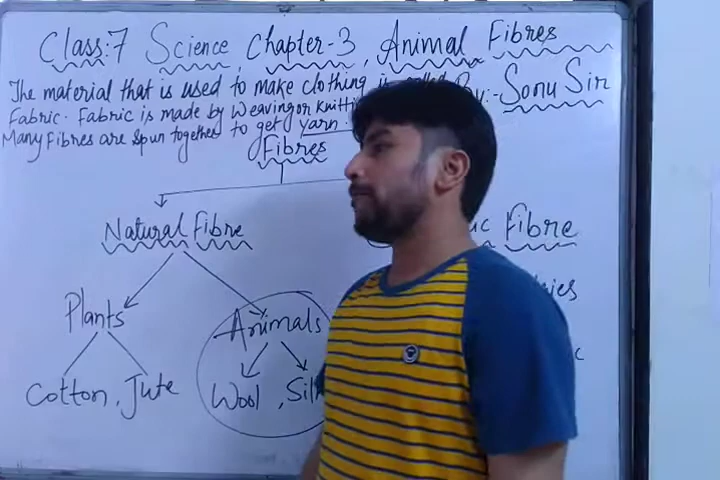 Class:7 Science Chapter-3, Animal Fibres
By:- Sonu Sir
The material that is used to make clothing is called
Fabric. Fabric is made by Weaving or knitti
Many Fibres are spun together to get yarn.
Fibres
Natural Fibre
ic Fibre
Plants
Animals
Cotton, Jute
Wool, Sil